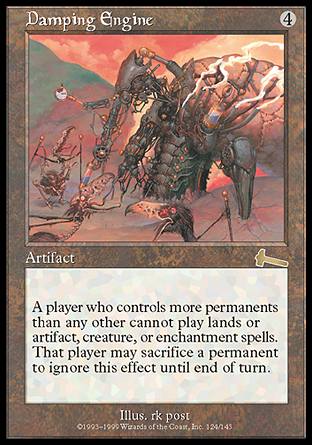 Damping Engine 4
Artifact
A player who controls more permanents
than any other cannot play lands or
artifact, creature, or enchantment spells.
That player may sacrifice a permanent
to ignore this effect until end of turn.
Illus. rk post
©1993–1999 Wizards of the Coast, Inc. 124/143